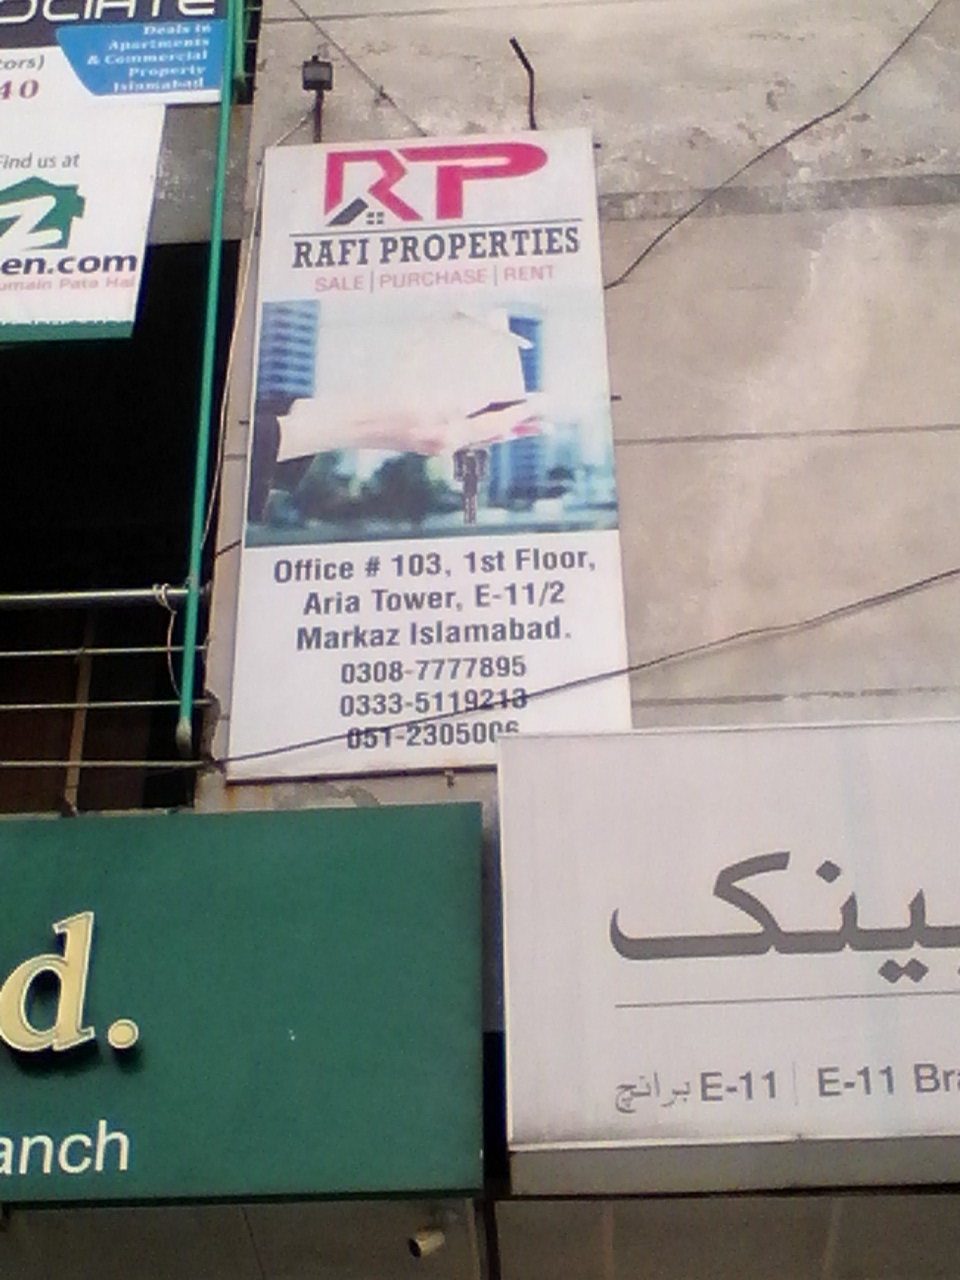 Deals in
Apartments
& Commercial
Property
Islamabad
40
Find us at
en.com
RP
RAFI PROPERTIES
SALE | PURCHASE | RENT
Office # 103, 1st Floor,
Aria Tower, E-11/2
Markaz Islamabad.
0308-7777895
0333-5119213
051-2305006
d.
anch
بینک
برانچ E-11 | E-11 Bra